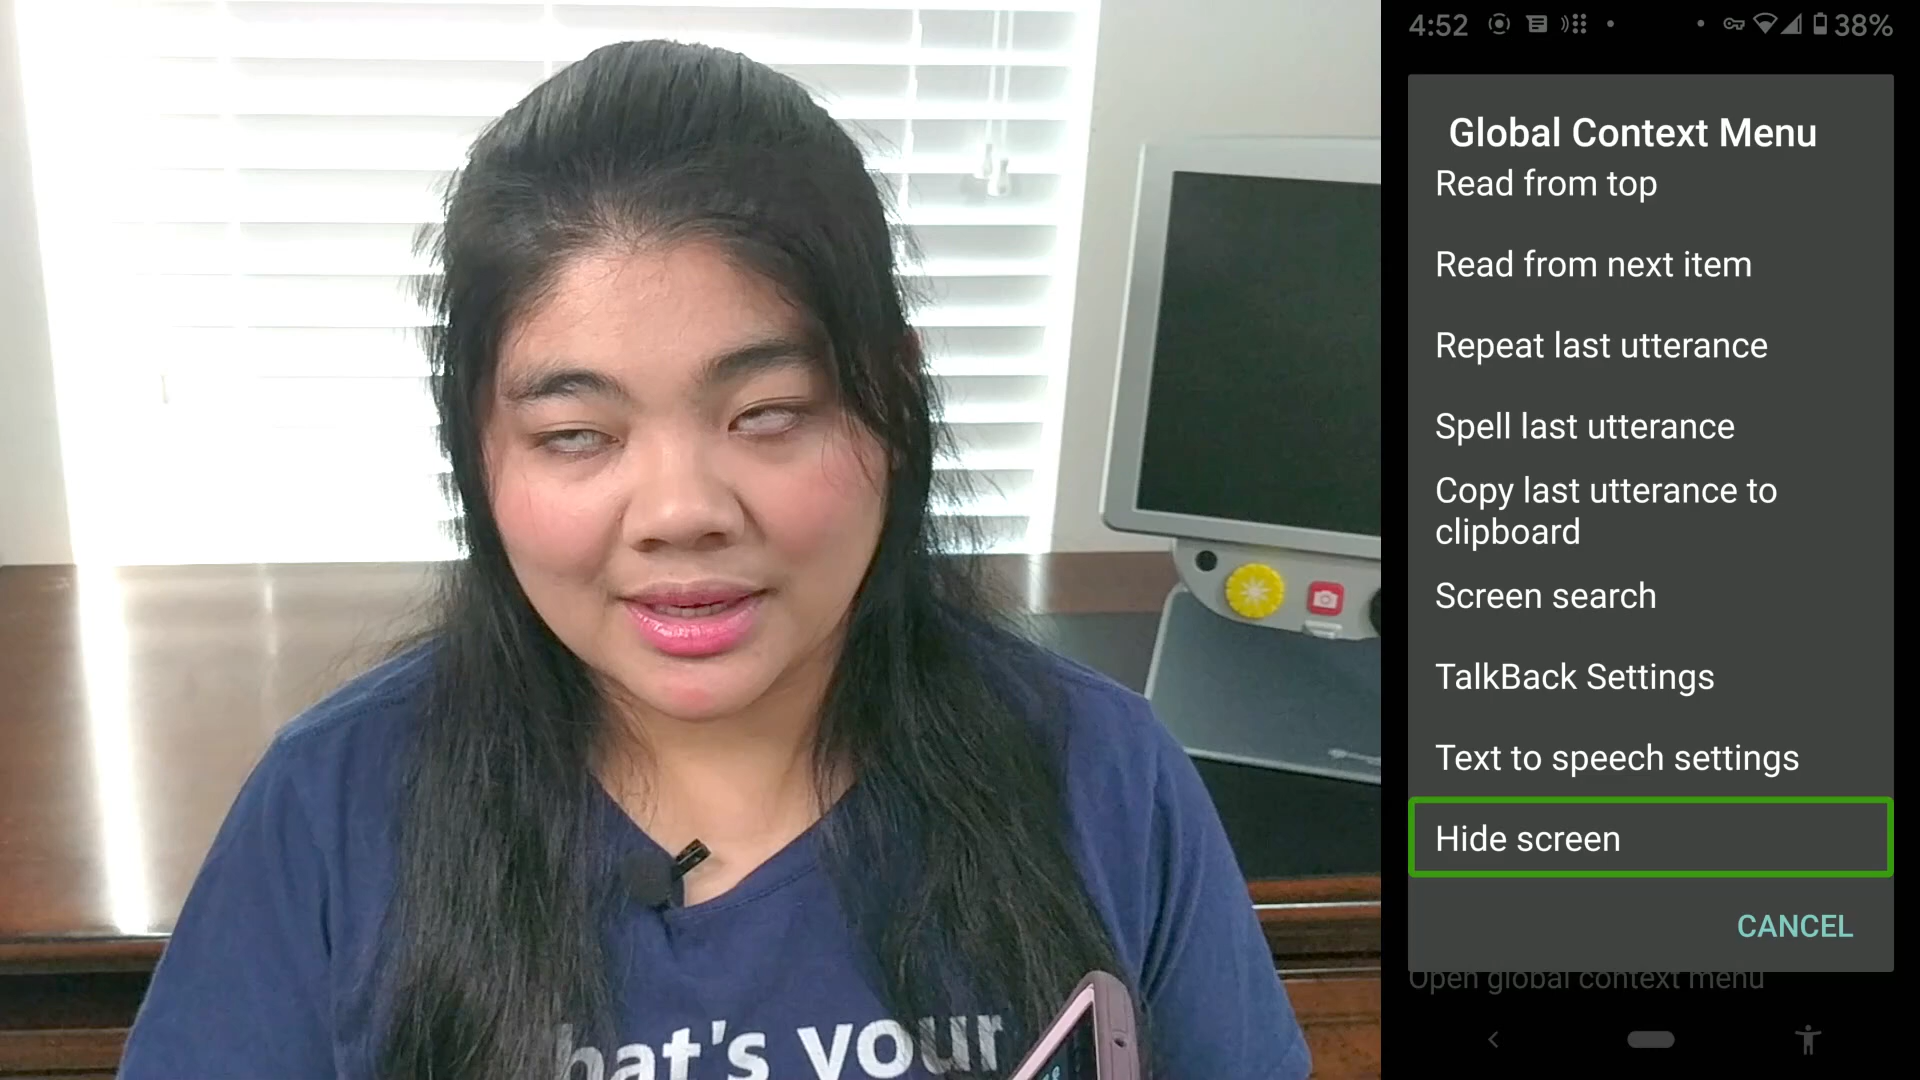 4:52
38%
Global Context Menu
Read from top
Read from next item
Repeat last utterance
Spell last utterance
Copy last utterance to
clipboard
Screen search
TalkBack Settings
Text to speech settings
Hide screen
CANCEL
Open global context menu
hat's your